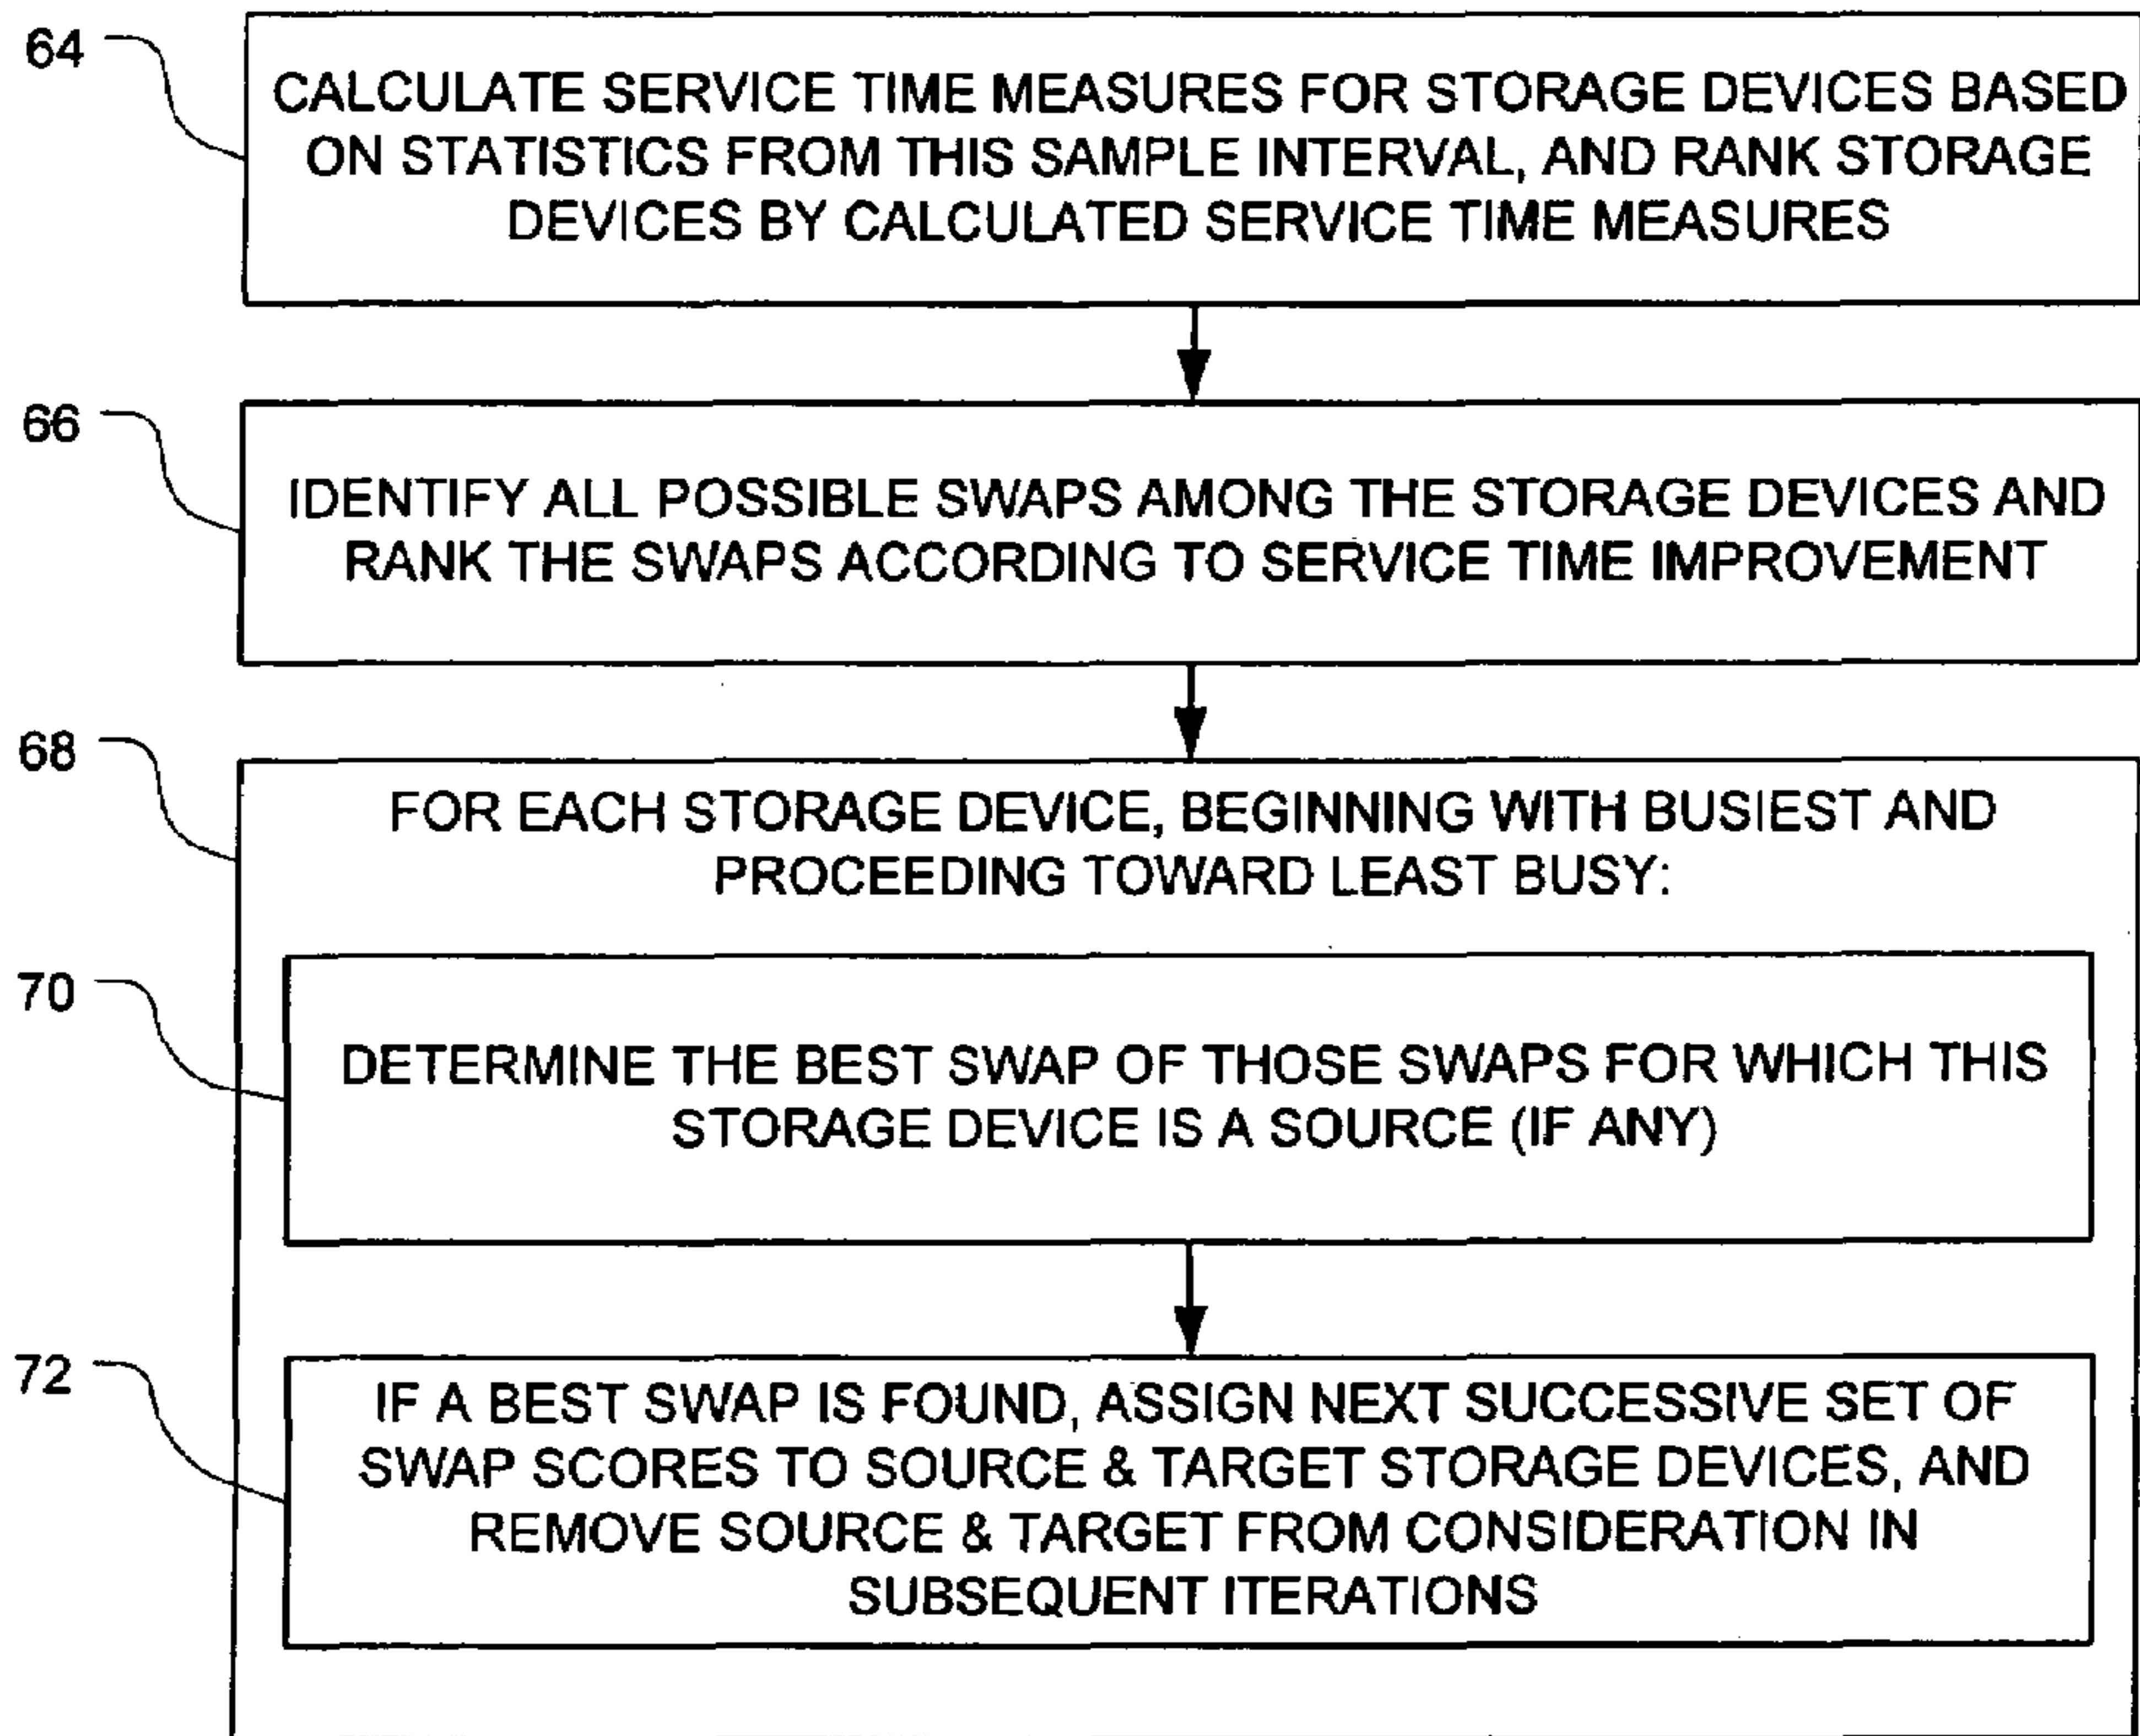 64
CALCULATE SERVICE TIME MEASURES FOR STORAGE DEVICES BASED
ON STATISTICS FROM THIS SAMPLE INTERVAL, AND RANK STORAGE
DEVICES BY CALCULATED SERVICE TIME MEASURES
66
IDENTIFY ALL POSSIBLE SWAPS AMONG THE STORAGE DEVICES AND
RANK THE SWAPS ACCORDING TO SERVICE TIME IMPROVEMENT
68
FOR EACH STORAGE DEVICE, BEGINNING WITH BUSIEST AND
PROCEEDING TOWARD LEAST BUSY:
70
DETERMINE THE BEST SWAP OF THOSE SWAPS FOR WHICH THIS
STORAGE DEVICE IS A SOURCE (IF ANY)
72
IF A BEST SWAP IS FOUND, ASSIGN NEXT SUCCESSIVE SET OF
SWAP SCORES TO SOURCE & TARGET STORAGE DEVICES, AND
REMOVE SOURCE & TARGET FROM CONSIDERATION IN
SUBSEQUENT ITERATIONS